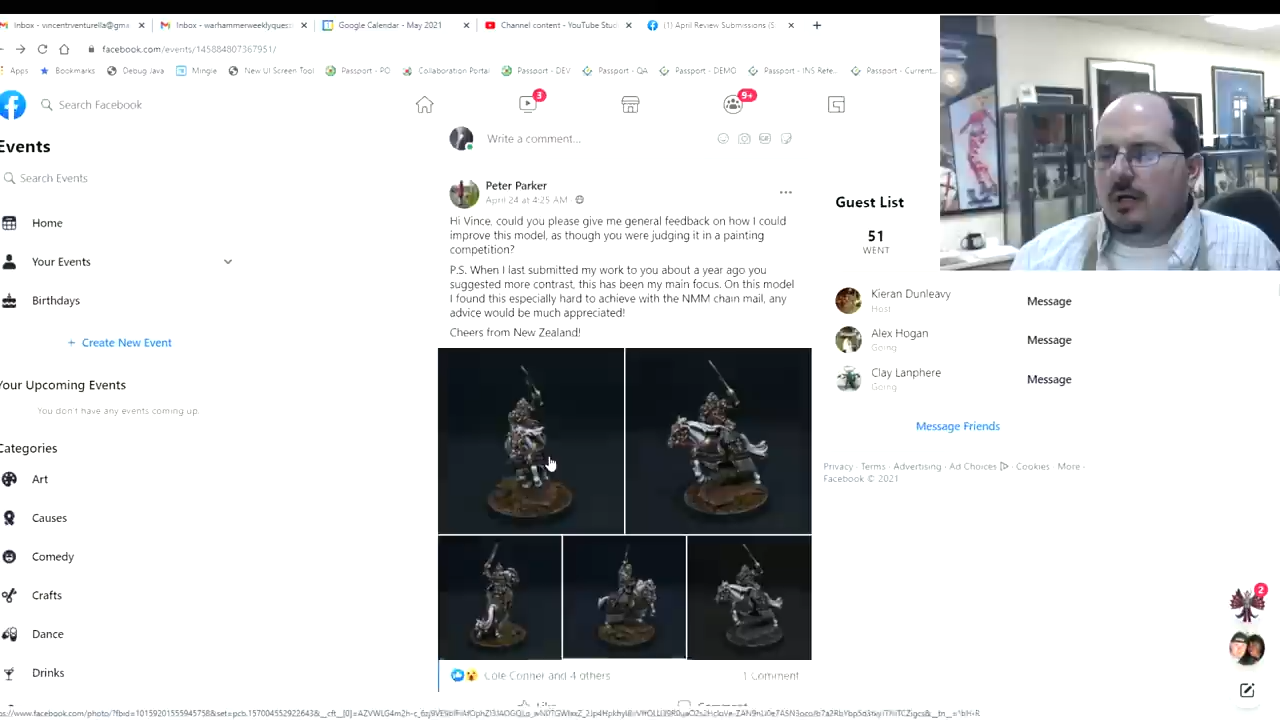 Inbox - vincentrventurella@gma
Inbox - warhammerweeklyques
Google Calendar - May 2021
Channel content - YouTube Stud
(1) April Review Submissions (S
facebook.com/events/145884807367951/
Apps
Bookmarks
Debug Java
Mingle
New UI Screen Tool
Passport - PO
Collaboration Portal
Passport - DEV
Passport - QA
Passport - DEMO
Passport - INS Rete...
Passport - Current...
Search Facebook
3
9+
Events
Search Events
Home
Your Events
Birthdays
+ Create New Event
Your Upcoming Events
You don't have any events coming up.
Categories
Art
Causes
Comedy
Crafts
Dance
Drinks
Write a comment...
GIF
Peter Parker
April 24 at 4:25 AM
Hi Vince, could you please give me general feedback on how I could
improve this model, as though you were judging it in a painting
competition?
P.S. When I last submitted my work to you about a year ago you
suggested more contrast, this has been my main focus. On this model
I found this especially hard to achieve with the NMM chain mail, any
advice would be much appreciated!
Cheers from New Zealand!
Cole Conner and 4 others
1 Comment
Like
Comment
Guest List
51
WENT
Kieran Dunleavy
Host
Message
Alex Hogan
Going
Message
Clay Lanphere
Going
Message
Message Friends
Privacy · Terms · Advertising · Ad Choices · Cookies · More ·
Facebook © 2021
2